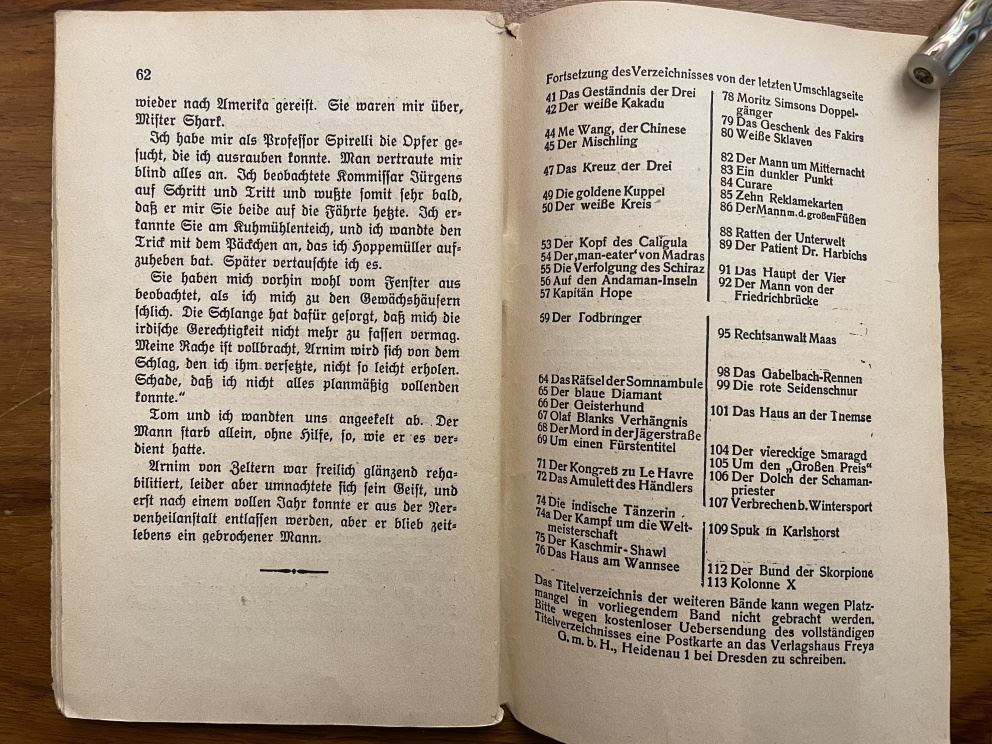 62
wieder nach Amerika gereist. Sie waren mir über,
Mister Shark.
Ich habe mir als Professor Spirelli die Opfer ge-
sucht, die ich ausrauben konnte. Man vertraute mir
blind alles an. Ich beobachtete Kommissar Jürgens
auf Schritt und Tritt und wußte somit sehr bald,
daß er mir Sie beide auf die Fährte hetzte. Ich er-
kannte Sie am Kuhmühlenteich, und ich wandte den
Trick mit dem Päckchen an, das ich Hoppemüller auf-
zuheben bat. Später vertauschte ich es.
Sie haben mich vorhin wohl vom Fenster aus
beobachtet, als ich mich zu den Gewächshäusern
schlich. Die Schlange hat dafür gesorgt, daß mich die
irdische Gerechtigkeit nicht mehr zu fassen vermag.
Meine Rache ist vollbracht, Arnim wird sich von dem
Schlag, den ich ihm versetzte, nicht so leicht erholen.
Schade, daß ich nicht alles planmäßig vollenden
konnte.“
Tom und ich wandten uns angeekelt ab. Der
Mann starb allein, ohne Hilfe, so, wie er es ver-
dient hatte.
Arnim von Zeltern war freilich glänzend reha-
bilitiert, leider aber umnachtete sich sein Geist, und
erst nach einem vollen Jahr konnte er aus der Ner-
venheilanstalt entlassen werden, aber er blieb zeit-
lebens ein gebrochener Mann.
Fortsetzung des Verzeichnisses von der letzten Umschlagseite
41 Das Geständnis der Drei
42 Der weiße Kakadu
44 Me Wang, der Chinese
45 Der Mischling
47 Das Kreuz der Drei
49 Die goldene Kuppel
50 Der weiße Kreis
53 Der Kopf des Caligula
54 Der „man-eater“ von Madras
55 Die Verfolgung des Schiraz
56 Auf den Andaman-Inseln
57 Kapitän Hope
59 Der Todbringer
64 Das Rätsel der Somnambule
65 Der blaue Diamant
66 Der Geisterhund
67 Olaf Blanks Verhängnis
68 Der Mord in der Jägerstraße
69 Um einen Fürstentitel
71 Der Kongreß zu Le Havre
72 Das Amulett des Händlers
74 Die indische Tänzerin
74a Der Kampf um die Welt-
meisterschaft
75 Der Kaschmir-Shawl
76 Das Haus am Wannsee
78 Moritz Simsons Doppel-
gänger
79 Das Geschenk des Fakirs
80 Weiße Sklaven
82 Der Mann um Mitternacht
83 Ein dunkler Punkt
84 Curare
85 Zehn Reklamekarten
86 Der Mann m. d. großen Füßen
88 Ratten der Unterwelt
89 Der Patient Dr. Harbichs
91 Das Haupt der Vier
92 Der Mann von der
Friedrichbrücke
95 Rechtsanwalt Maas
98 Das Gabelbach-Rennen
99 Die rote Seidenschnur
101 Das Haus an der Themse
104 Der viereckige Smaragd
105 Um den „Großen Preis“
106 Der Dolch der Schaman-
priester
107 Verbrechen b. Wintersport
109 Spuk in Karlshorst
112 Der Bund der Skorpione
113 Kolonne X
Das Titelverzeichnis der weiteren Bände kann wegen Platz-
mangel in vorliegendem Band nicht gebracht werden.
Bitte wegen kostenloser Uebersendung des vollständigen
Titelverzeichnisses eine Postkarte an das Verlagshaus Freya
G. m. b. H., Heidenau 1 bei Dresden zu schreiben.